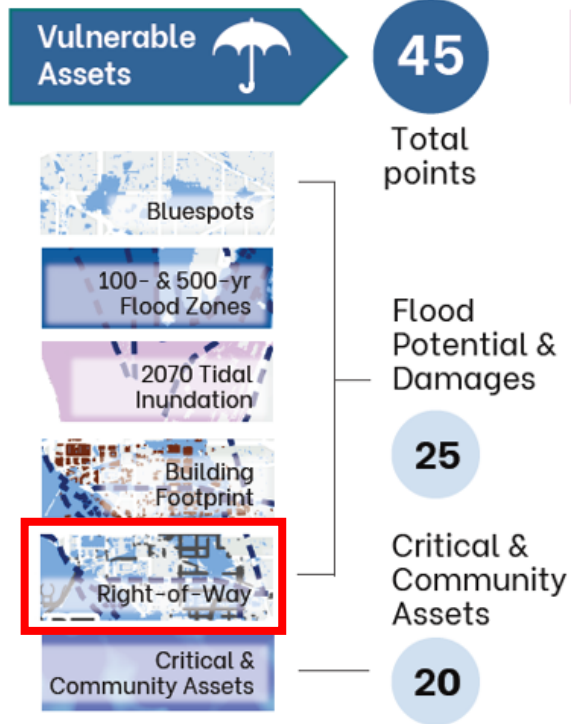 Vulnerable
Assets
45
Total
points
Bluespots
100- & 500-yr
Flood Zones
2070 Tidal
Inundation
Building
Footprint
Right-of-Way
Critical &
Community Assets
Flood
Potential &
Damages
25
Critical &
Community
Assets
20